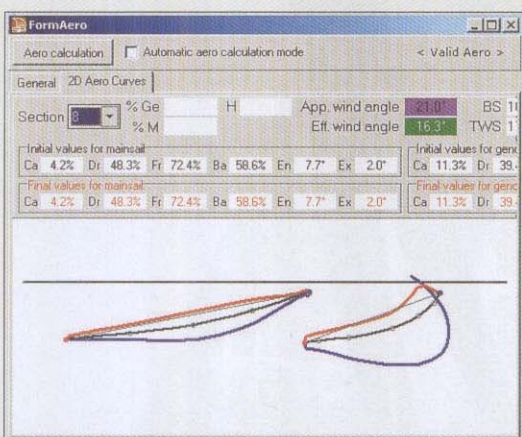 FormAero
Aero calculation Automatic aero calculation mode < Valid Aero >
General 2D Aero Curves
Section 8 % Ge H App. wind angle 21.0° BS
% M Eff. wind angle 16.3° TWS
Initial values for mainsail Initial values for
Ca 4.2% Dr 48.3% Fr 72.4% Ba 58.6% En 7.7° Ex 2.0° Ca 11.3% Dr
Final values for mainsail Final values for
Ca 4.2% Dr 48.3% Fr 72.4% Ba 58.6% En 7.7° Ex 2.0° Ca 11.3% Dr